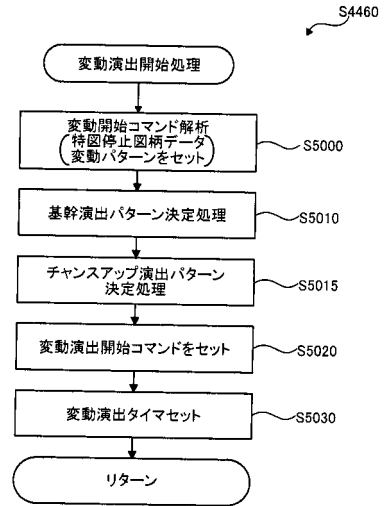 S4460
変動演出開始処理
変動開始コマンド解析
(特図停止図柄データ
変動パターンをセット)
S5000
基幹演出パターン決定処理
S5010
チャンスアップ演出パターン
決定処理
S5015
変動演出開始コマンドをセット
S5020
変動演出タイマセット
S5030
リターン